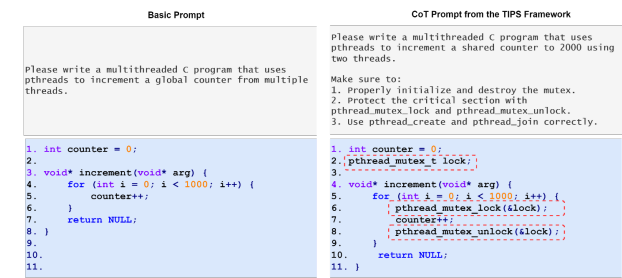 Basic Prompt
Please write a multithreaded C program that uses
pthreads to increment a global counter from multiple
threads.
1. int counter = 0;
2.
3. void* increment(void* arg) {
4.     for (int i = 0; i < 1000; i++) {
5.         counter++;
6.     }
7.     return NULL;
8. }
9.
10.
11.
CoT Prompt from the TIPS Framework
Please write a multithreaded C program that uses
pthreads to increment a shared counter to 2000 using
two threads.
Make sure to:
1. Properly initialize and destroy the mutex.
2. Protect the critical section with
pthread_mutex_lock and pthread_mutex_unlock.
3. Use pthread_create and pthread_join correctly.
1. int counter = 0;
2. pthread_mutex_t lock;
3.
4. void* increment(void* arg) {
5.     for (int i = 0; i < 1000; i++) {
6.         pthread_mutex_lock(&lock);
7.         counter++;
8.         pthread_mutex_unlock(&lock);
9.     }
10.     return NULL;
11. }